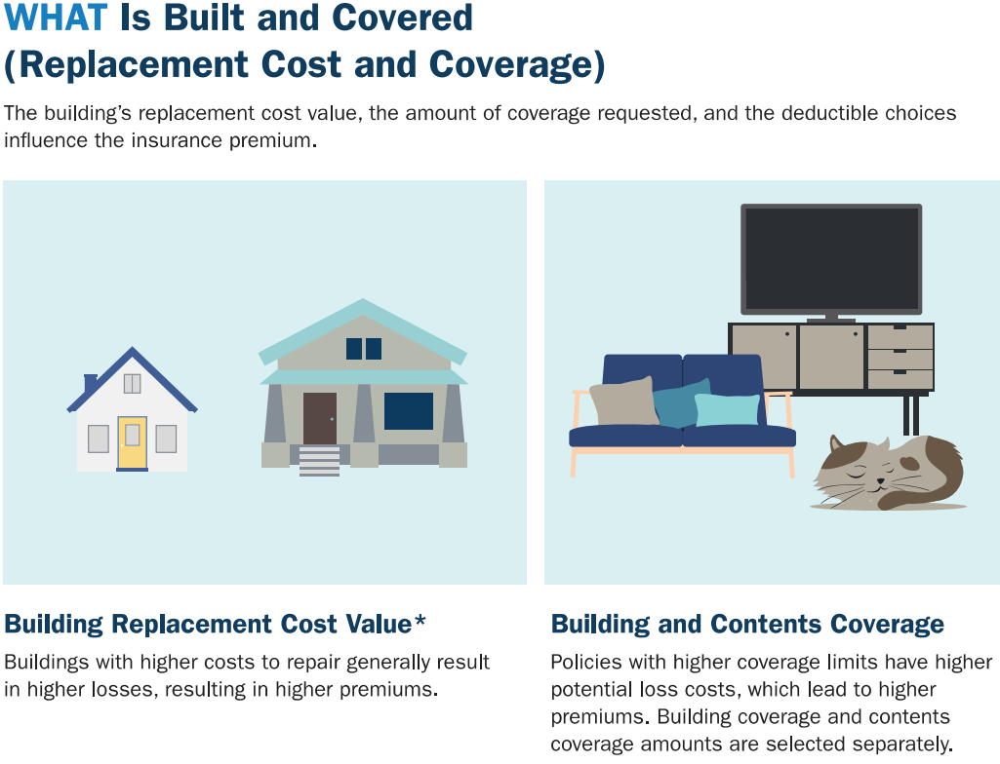 WHAT Is Built and Covered
(Replacement Cost and Coverage)
The building’s replacement cost value, the amount of coverage requested, and the deductible choices
influence the insurance premium.
Building Replacement Cost Value*
Buildings with higher costs to repair generally result
in higher losses, resulting in higher premiums.
Building and Contents Coverage
Policies with higher coverage limits have higher
potential loss costs, which lead to higher
premiums. Building coverage and contents
coverage amounts are selected separately.